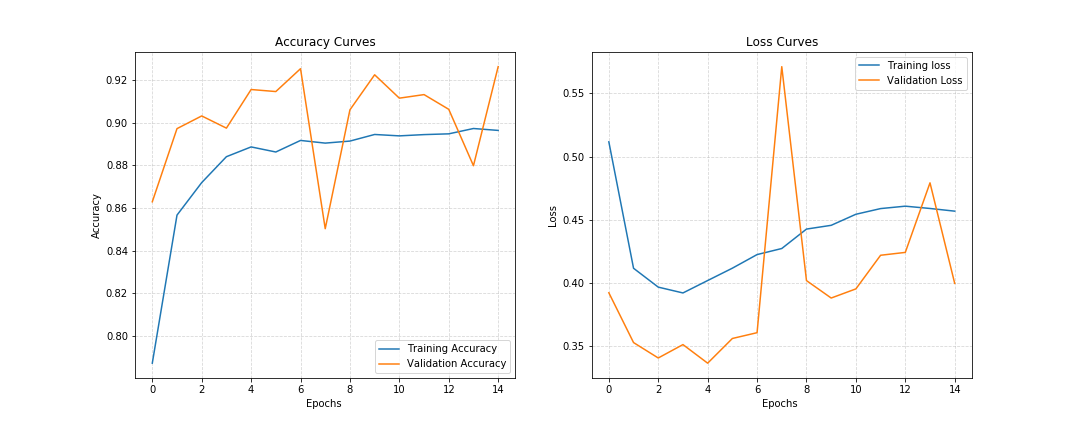 Accuracy Curves
Accuracy
0.92
0.90
0.88
0.86
0.84
0.82
0.80
Training Accuracy
Validation Accuracy
0 2 4 6 8 10 12 14
Epochs
Loss Curves
Loss
0.55
0.50
0.45
0.40
0.35
Training loss
Validation Loss
0 2 4 6 8 10 12 14
Epochs